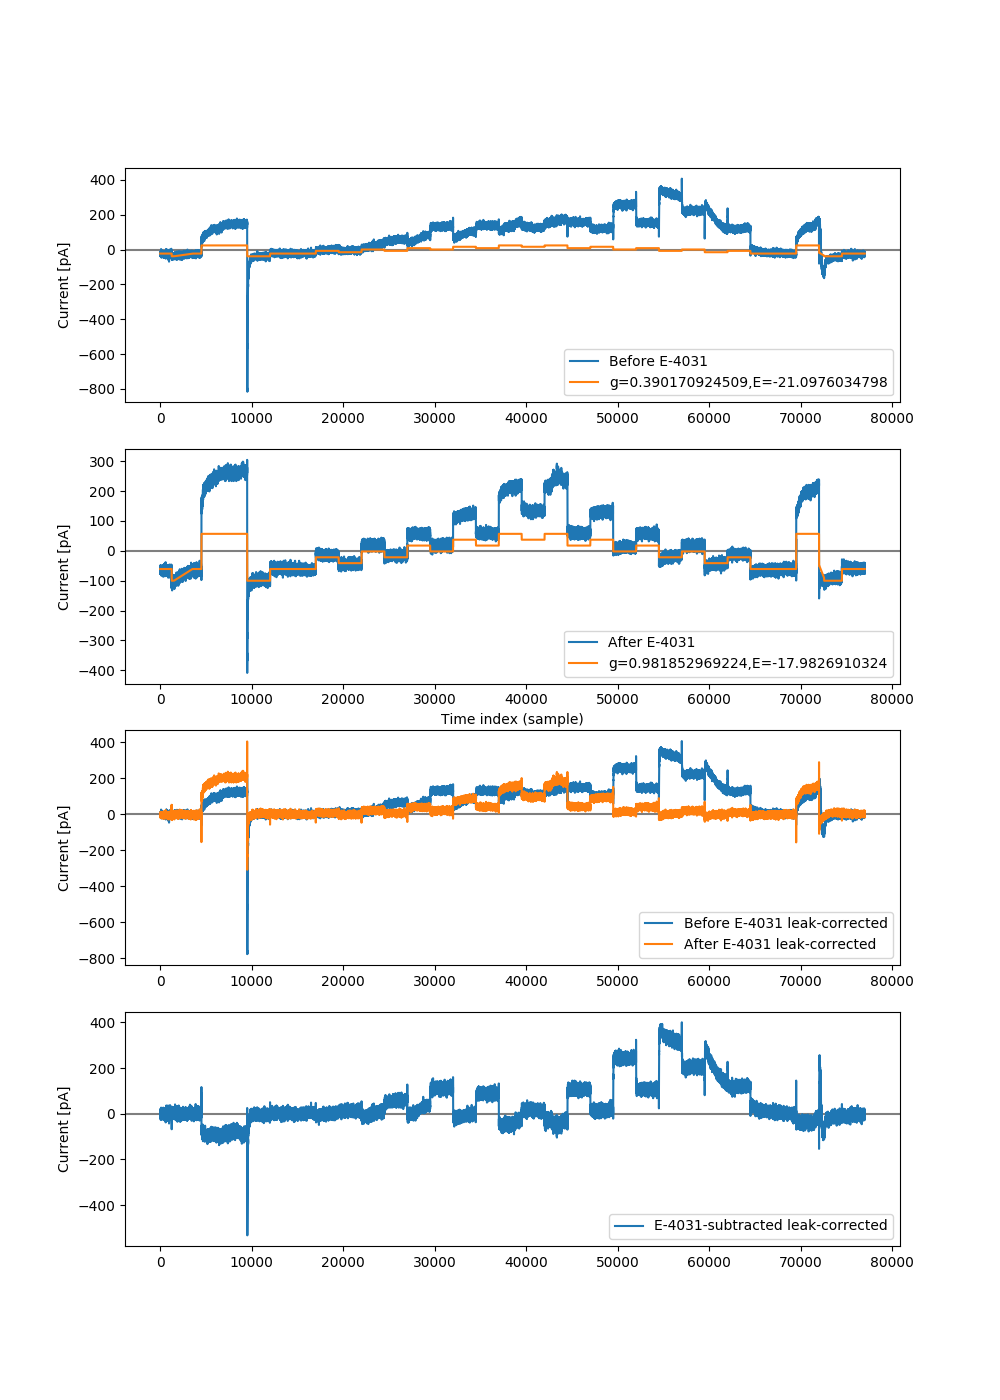 400
200
0
−200
−400
−600
−800
Current [pA]
Before E-4031
g=0.390170924509,E=-21.0976034798
0 10000 20000 30000 40000 50000 60000 70000 80000
300
200
100
0
−100
−200
−300
−400
Current [pA]
After E-4031
g=0.981852969224,E=-17.9826910324
0 10000 20000 30000 40000 50000 60000 70000 80000
Time index (sample)
400
200
0
−200
−400
−600
−800
Current [pA]
Before E-4031 leak-corrected
After E-4031 leak-corrected
0 10000 20000 30000 40000 50000 60000 70000 80000
400
200
0
−200
−400
Current [pA]
E-4031-subtracted leak-corrected
0 10000 20000 30000 40000 50000 60000 70000 80000